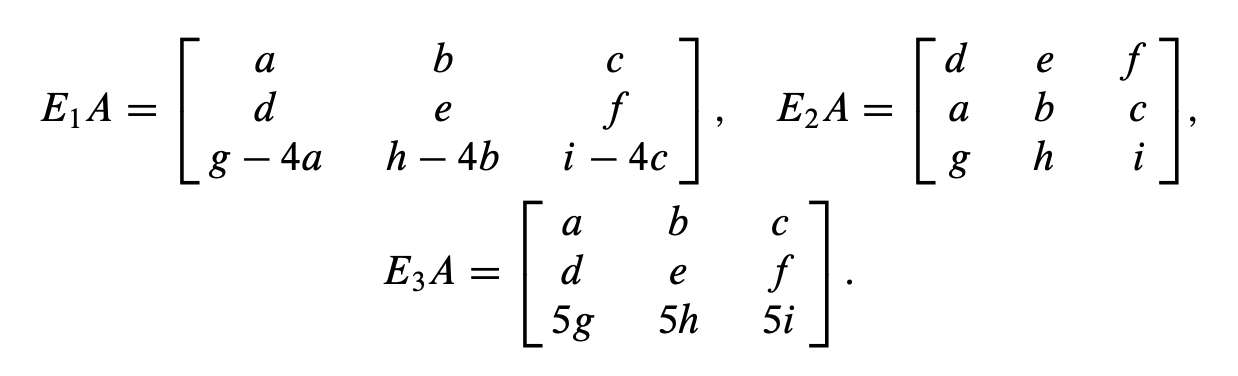 E₁A = [ a b c ; d e f ; g − 4a h − 4b i − 4c ], E₂A = [ d e f ; a b c ; g h i ],
E₃A = [ a b c ; d e f ; 5g 5h 5i ].